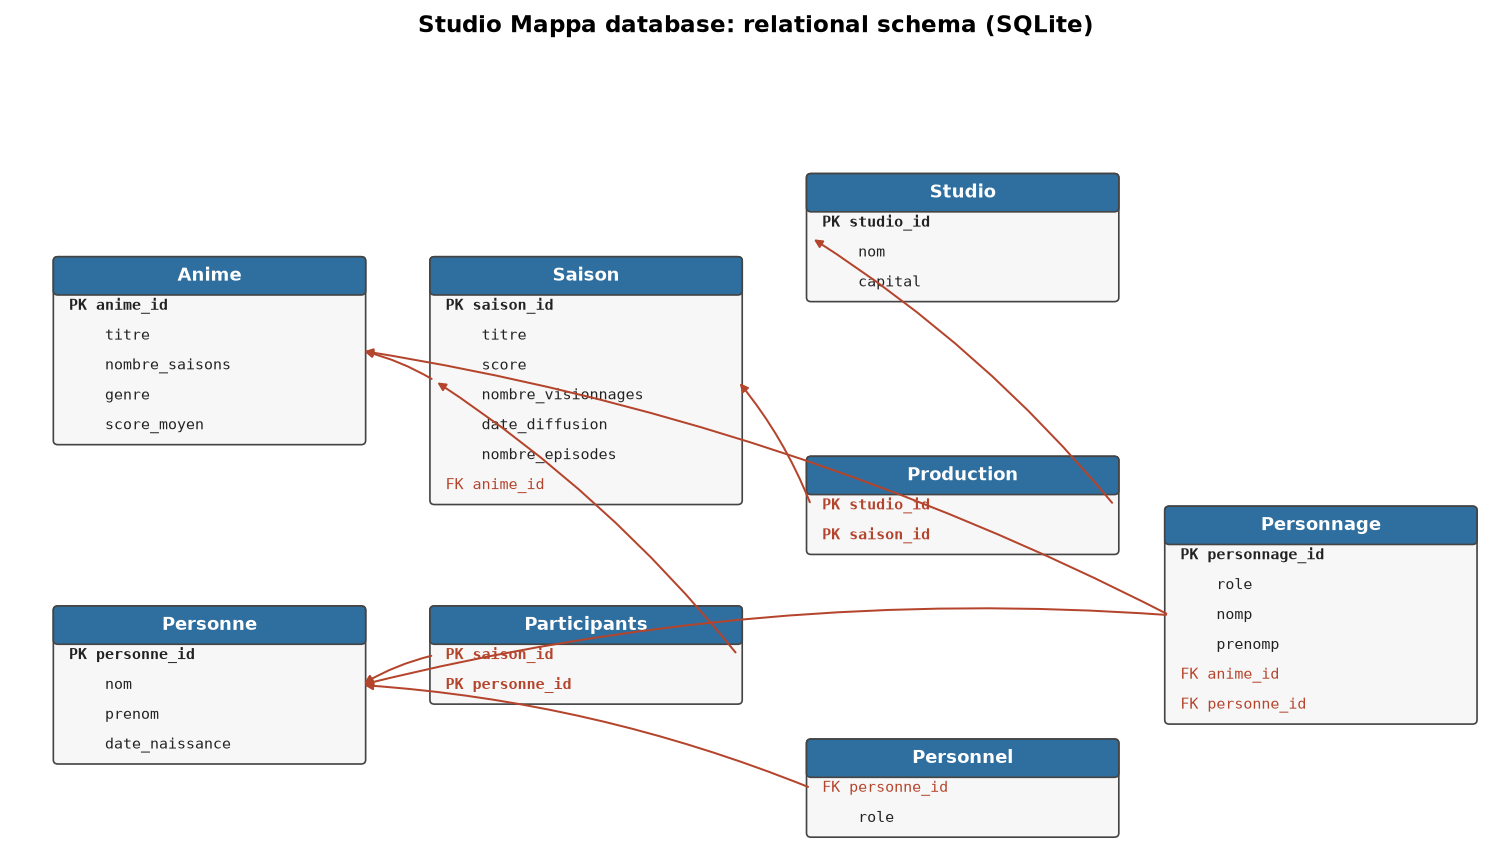 Studio Mappa database: relational schema (SQLite)
Studio
PK studio_id
nom
capital
Anime
PK anime_id
titre
nombre_saisons
genre
score_moyen
Saison
PK saison_id
titre
score
nombre_visionnages
date_diffusion
nombre_episodes
FK anime_id
Production
PK studio_id
PK saison_id
Personnage
PK personnage_id
role
nomp
prenomp
FK anime_id
FK personne_id
Personne
PK personne_id
nom
prenom
date_naissance
Participants
PK saison_id
PK personne_id
Personnel
FK personne_id
role